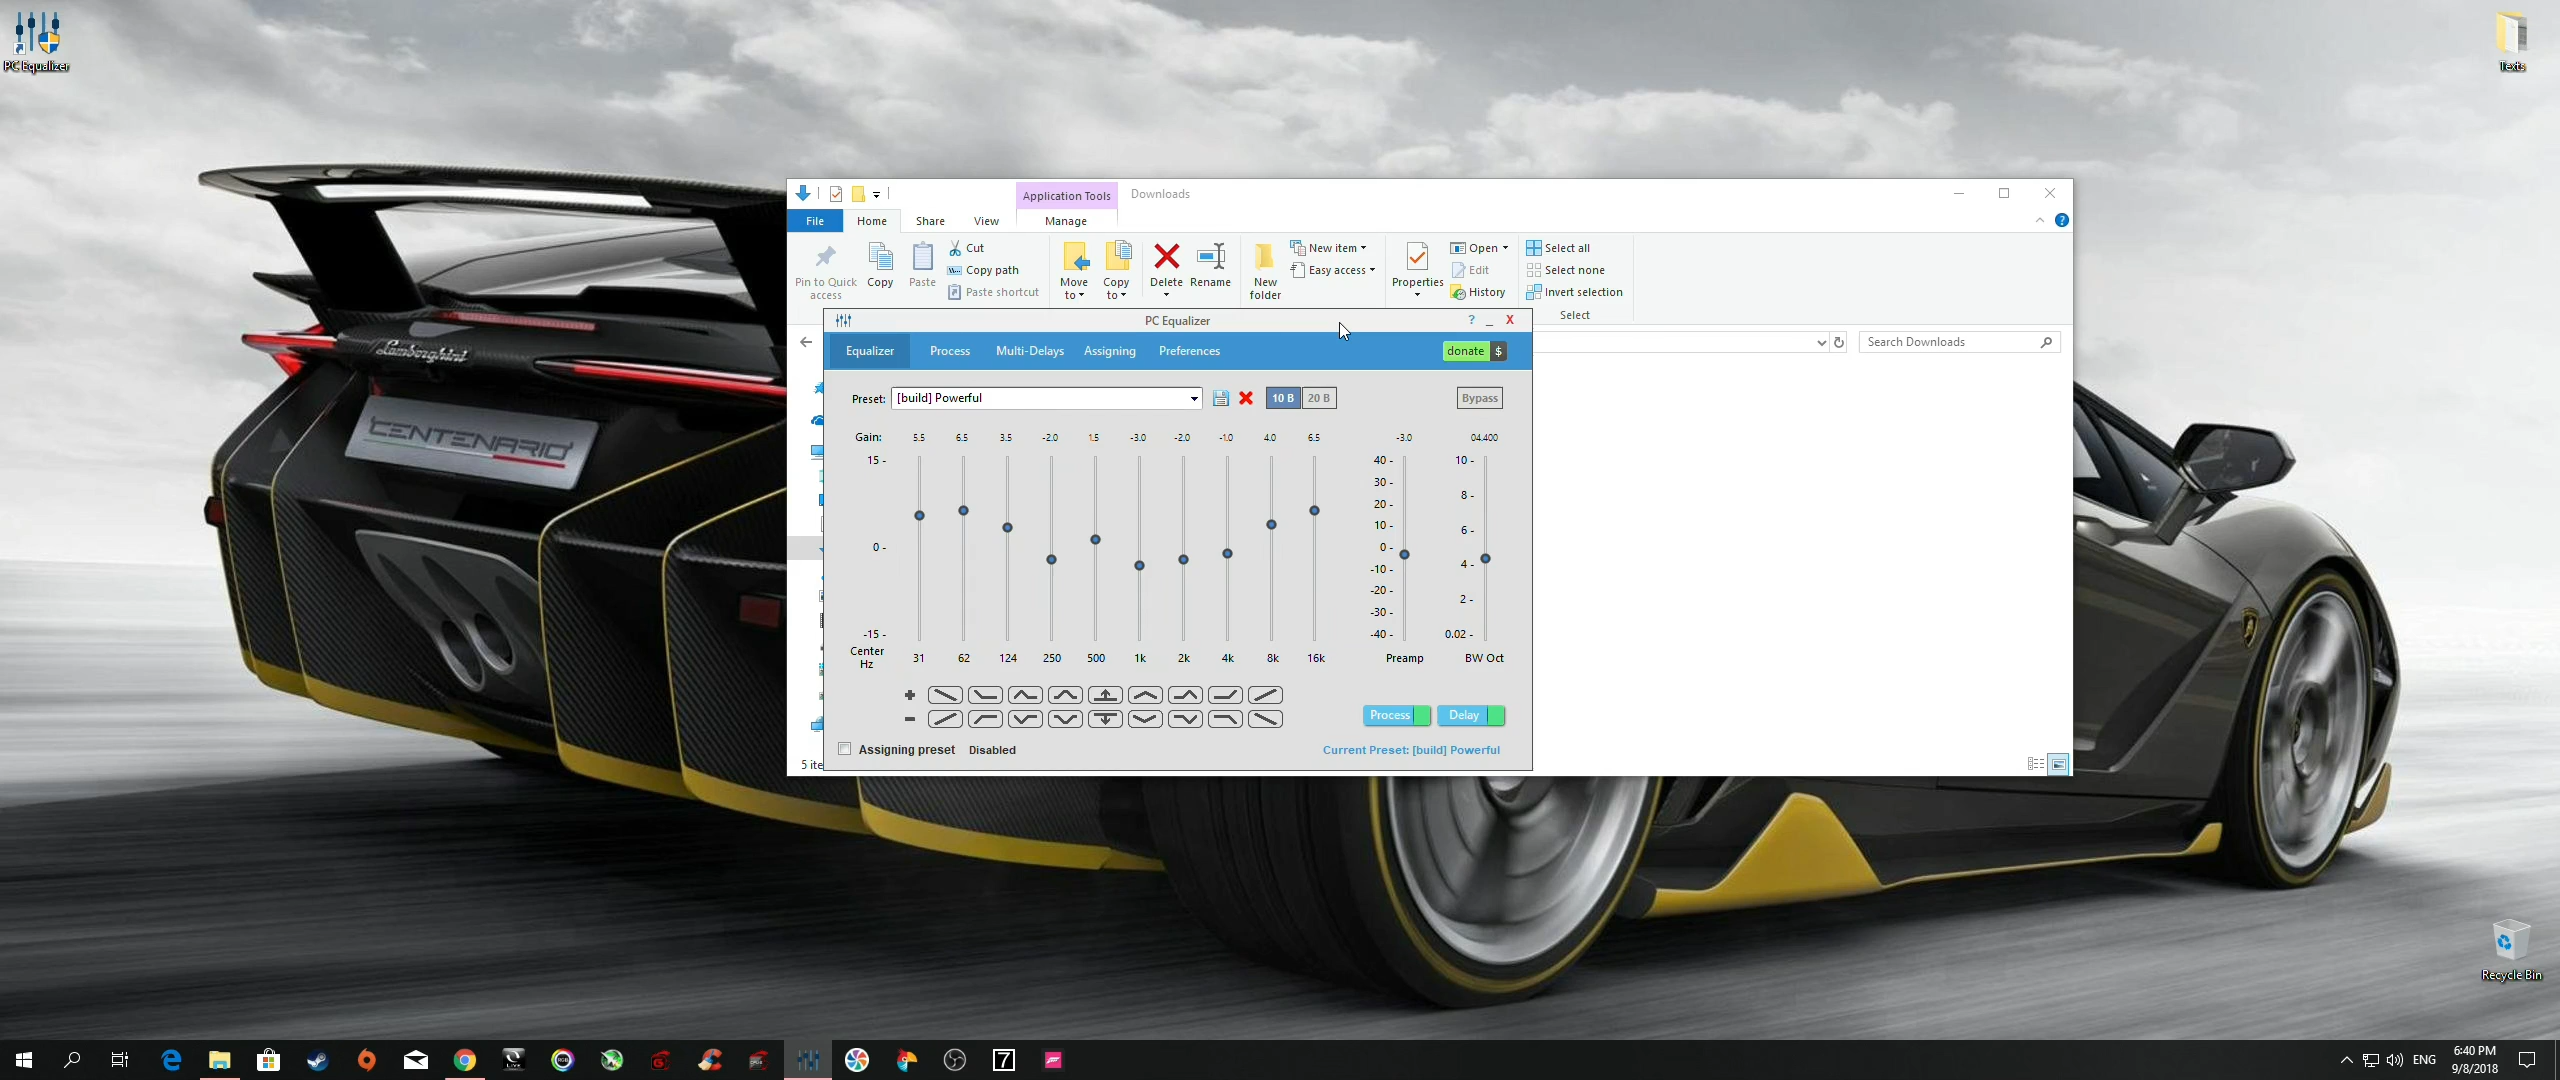 PC Equalizer
Texts
Lamborghini
CENTENARIO
Application Tools
Downloads
File
Home
Share
View
Manage
Pin to Quick access
Copy
Paste
Cut
Copy path
Paste shortcut
Move to
Copy to
Delete
Rename
New folder
New item
Easy access
Properties
Open
Edit
History
Select all
Select none
Invert selection
Select
Search Downloads
PC Equalizer
? _ X
Equalizer
Process
Multi-Delays
Assigning
Preferences
donate $
Preset: [build] Powerful
10 B
20 B
Bypass
Gain: 5.5 6.5 3.5 -2.0 1.5 -3.0 -2.0 -1.0 4.0 6.5 -3.0 04.400
15 -
0 -
-15 -
40 -
30 -
20 -
10 -
0 -
-10 -
-20 -
-30 -
-40 -
10 -
8 -
6 -
4 -
2 -
0.02 -
Center Hz
31 62 124 250 500 1k 2k 4k 8k 16k Preamp BW Oct
+
-
Process
Delay
Assigning preset Disabled
Current Preset: [build] Powerful
5 ite
Recycle Bin
LIVE
7
ENG
6:40 PM
9/8/2018